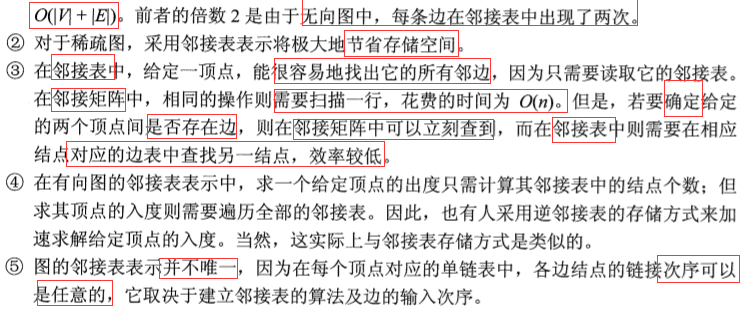 O(|V| + |E|)。前者的倍数 2 是由于无向图中，每条边在邻接表中出现了两次。
② 对于稀疏图，采用邻接表表示将极大地节省存储空间。
③ 在邻接表中，给定一顶点，能很容易地找出它的所有邻边，因为只需要读取它的邻接表。
在邻接矩阵中，相同的操作则需要扫描一行，花费的时间为 O(n)。但是，若要确定给定
的两个顶点间是否存在边，则在邻接矩阵中可以立刻查到，而在邻接表中则需要在相应
结点对应的边表中查找另一结点，效率较低。
④ 在有向图的邻接表表示中，求一个给定顶点的出度只需计算其邻接表中的结点个数；但
求其顶点的入度则需要遍历全部的邻接表。因此，也有人采用逆邻接表的存储方式来加
速求解给定顶点的入度。当然，这实际上与邻接表存储方式是类似的。
⑤ 图的邻接表表示并不唯一，因为在每个顶点对应的单链表中，各边结点的链接次序可以
是任意的，它取决于建立邻接表的算法及边的输入次序。